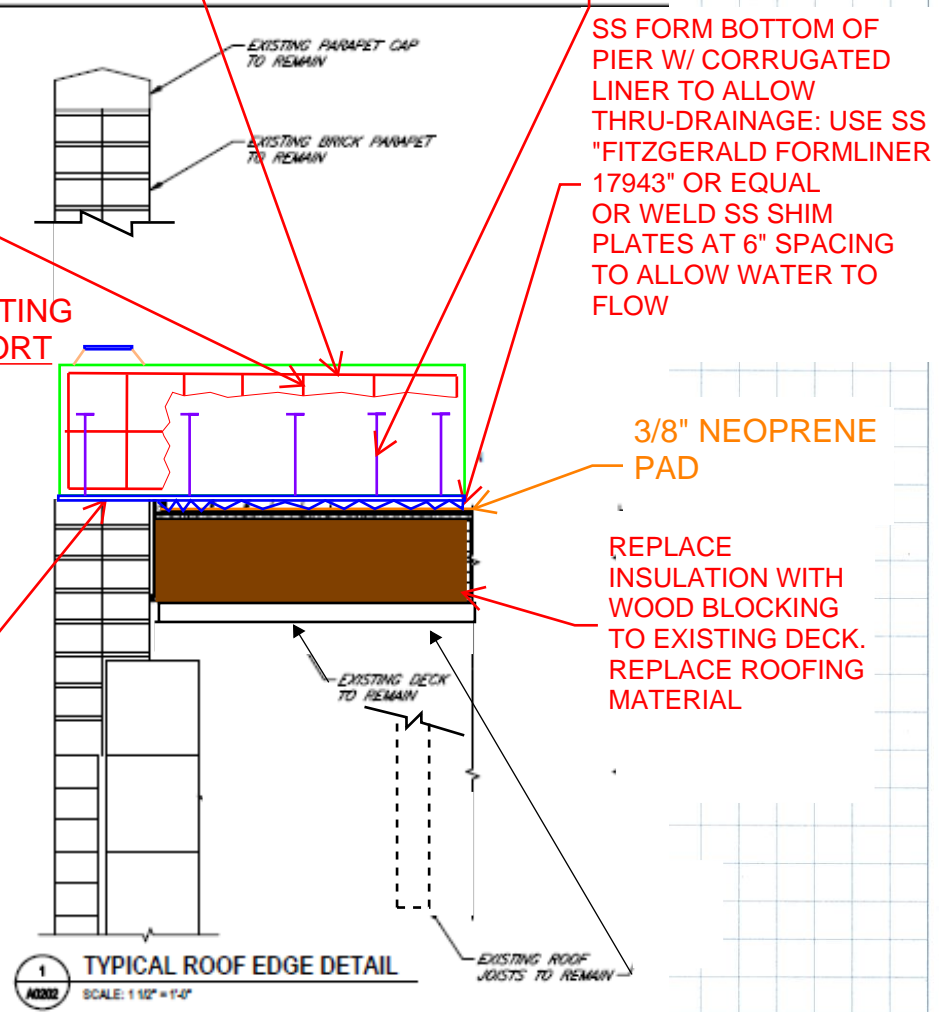 EXISTING PARAPET CAP
TO REMAIN
EXISTING BRICK PARAPET
TO REMAIN
SS FORM BOTTOM OF
PIER W/ CORRUGATED
LINER TO ALLOW
THRU-DRAINAGE: USE SS
"FITZGERALD FORMLINER
17943" OR EQUAL
OR WELD SS SHIM
PLATES AT 6" SPACING
TO ALLOW WATER TO
FLOW
TING
ORT
3/8" NEOPRENE
PAD
REPLACE
INSULATION WITH
WOOD BLOCKING
TO EXISTING DECK.
REPLACE ROOFING
MATERIAL
EXISTING DECK
TO REMAIN
EXISTING ROOF
JOISTS TO REMAIN
1
A0202
TYPICAL ROOF EDGE DETAIL
SCALE: 1 1/2" = 1'-0"